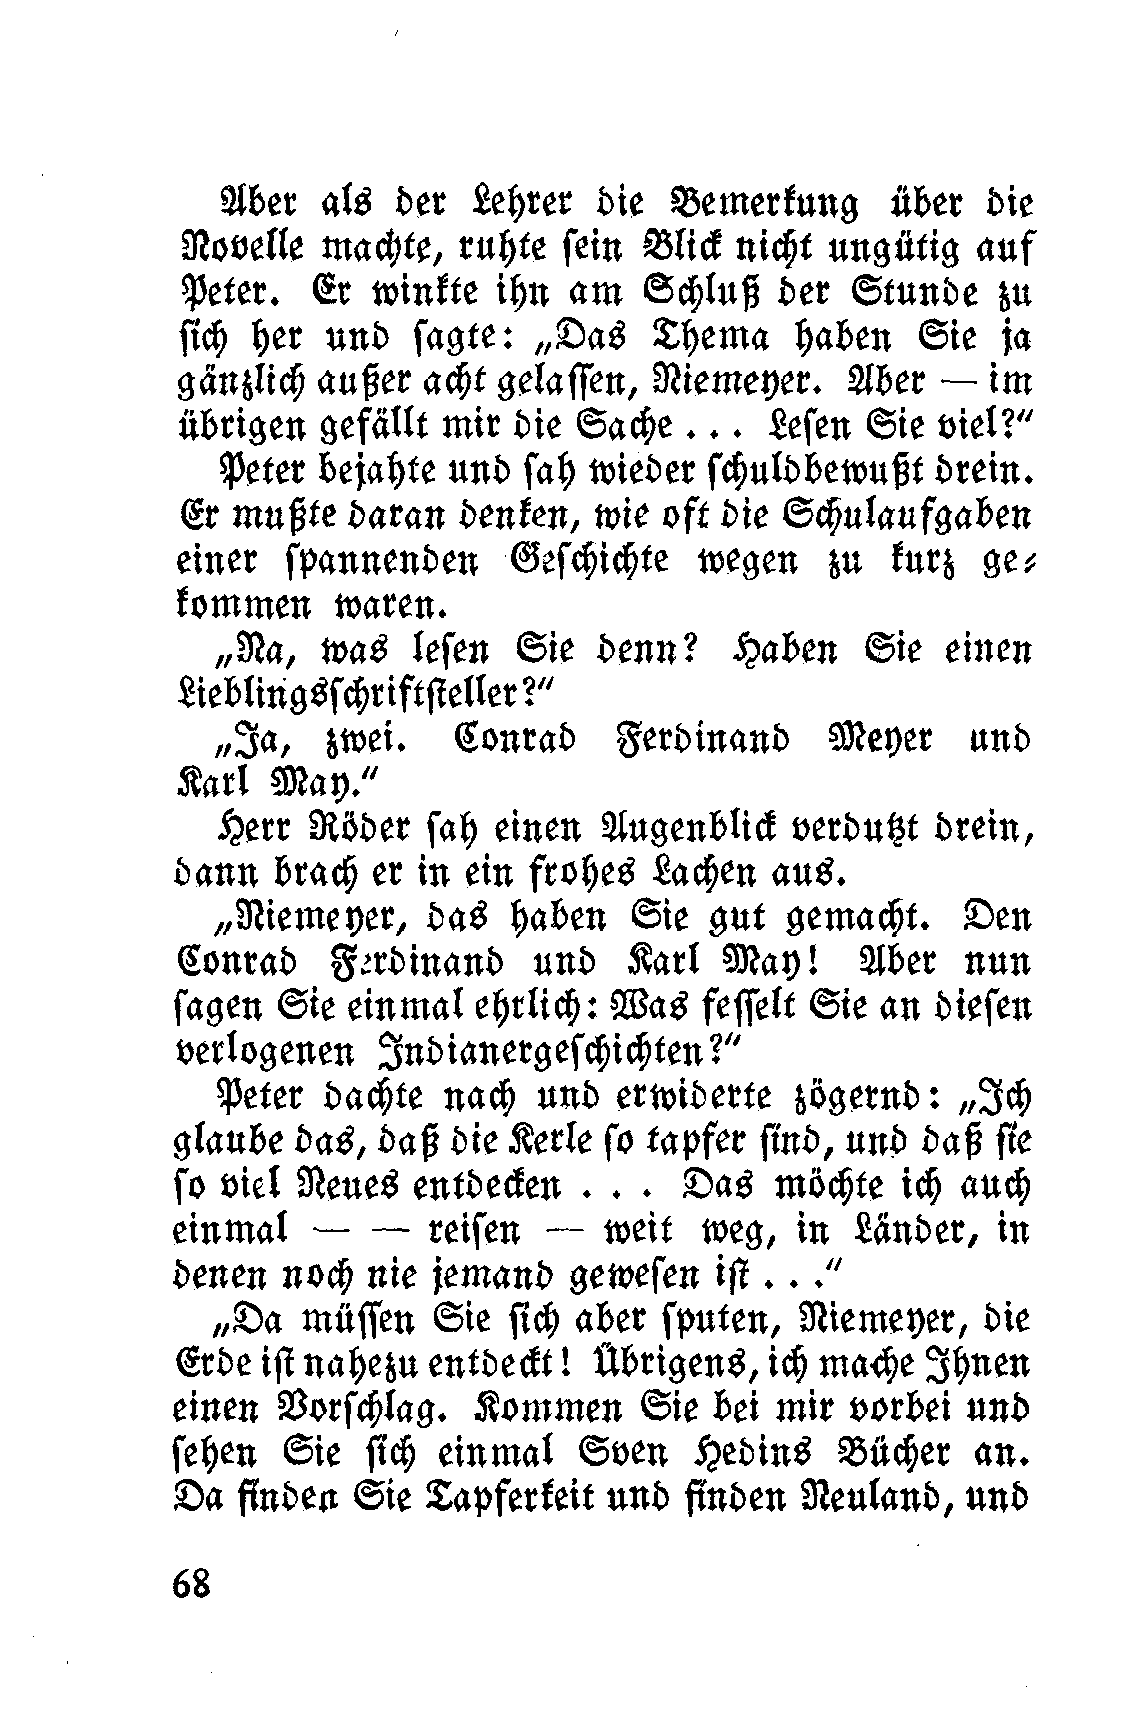 Aber als der Lehrer die Bemerkung über die
Novelle machte, ruhte sein Blick nicht ungütig auf
Peter. Er winkte ihn am Schluß der Stunde zu
sich her und sagte: „Das Thema haben Sie ja
gänzlich außer acht gelassen, Niemeyer. Aber — im
übrigen gefällt mir die Sache . . . Lesen Sie viel?“
Peter bejahte und sah wieder schuldbewußt drein.
Er mußte daran denken, wie oft die Schulaufgaben
einer spannenden Geschichte wegen zu kurz ge-
kommen waren.
„Na, was lesen Sie denn? Haben Sie einen
Lieblingsschriftsteller?“
„Ja, zwei. Conrad Ferdinand Meyer und
Karl May.“
Herr Röder sah einen Augenblick verdutzt drein,
dann brach er in ein frohes Lachen aus.
„Niemeyer, das haben Sie gut gemacht. Den
Conrad Ferdinand und Karl May! Aber nun
sagen Sie einmal ehrlich: Was fesselt Sie an diesen
verlogenen Indianergeschichten?“
Peter dachte nach und erwiderte zögernd: „Ich
glaube das, daß die Kerle so tapfer sind, und daß sie
so viel Neues entdecken . . . Das möchte ich auch
einmal — — reisen — weit weg, in Länder, in
denen noch nie jemand gewesen ist . . .“
„Da müssen Sie sich aber sputen, Niemeyer, die
Erde ist nahezu entdeckt! Übrigens, ich mache Ihnen
einen Vorschlag. Kommen Sie bei mir vorbei und
sehen Sie sich einmal Sven Hedins Bücher an.
Da finden Sie Tapferkeit und finden Neuland, und
68